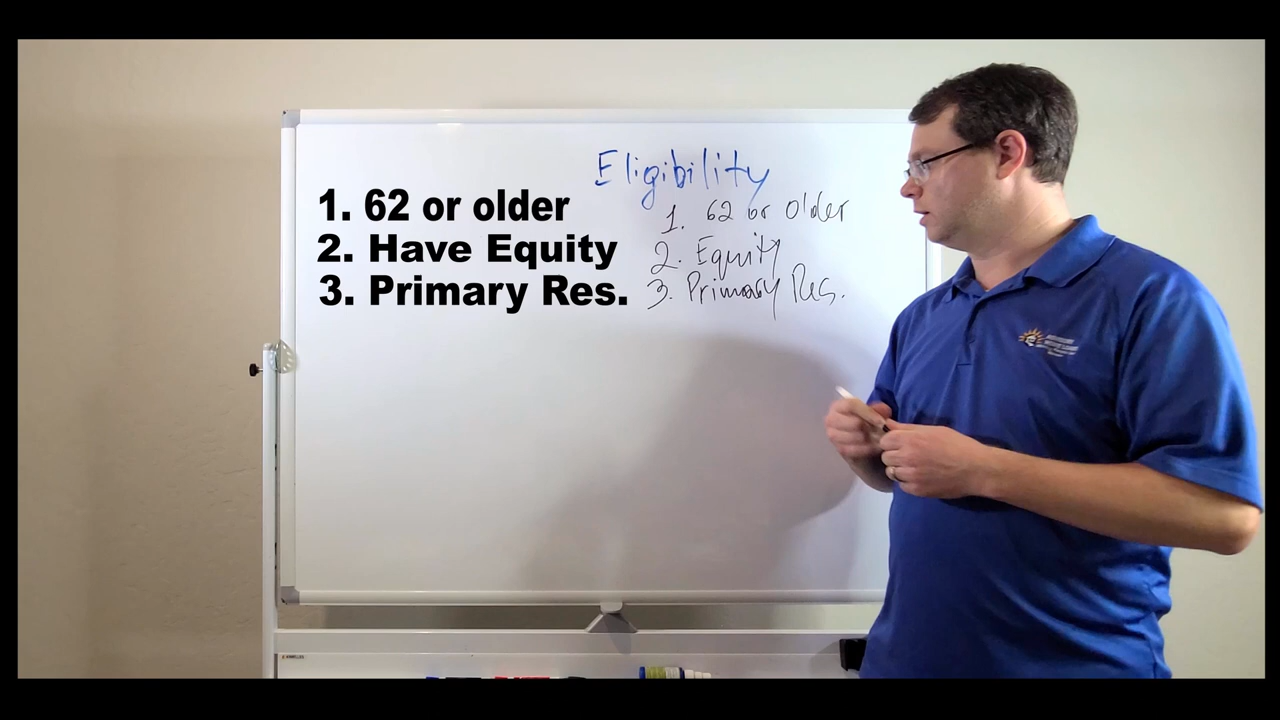 Eligibility
1. 62 or older
2. Have Equity
3. Primary Res.
1. 62 or Older
2. Equity
3. Primary Res.